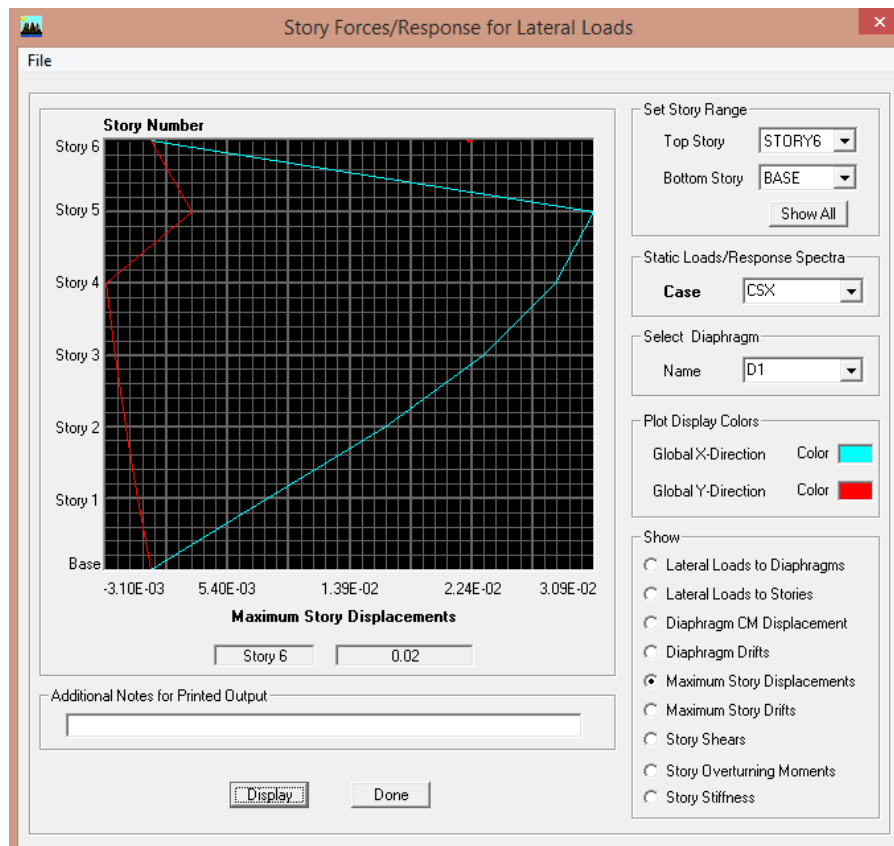 Story Forces/Response for Lateral Loads
File
Story Number
Story 6
Story 5
Story 4
Story 3
Story 2
Story 1
Base
-3.10E-03 5.40E-03 1.39E-02 2.24E-02 3.09E-02
Maximum Story Displacements
Story 6 0.02
Additional Notes for Printed Output
Display Done
Set Story Range
Top Story STORY6
Bottom Story BASE
Show All
Static Loads/Response Spectra
Case CSX
Select Diaphragm
Name D1
Plot Display Colors
Global X-Direction Color
Global Y-Direction Color
Show
Lateral Loads to Diaphragms
Lateral Loads to Stories
Diaphragm CM Displacement
Diaphragm Drifts
Maximum Story Displacements
Maximum Story Drifts
Story Shears
Story Overturning Moments
Story Stiffness